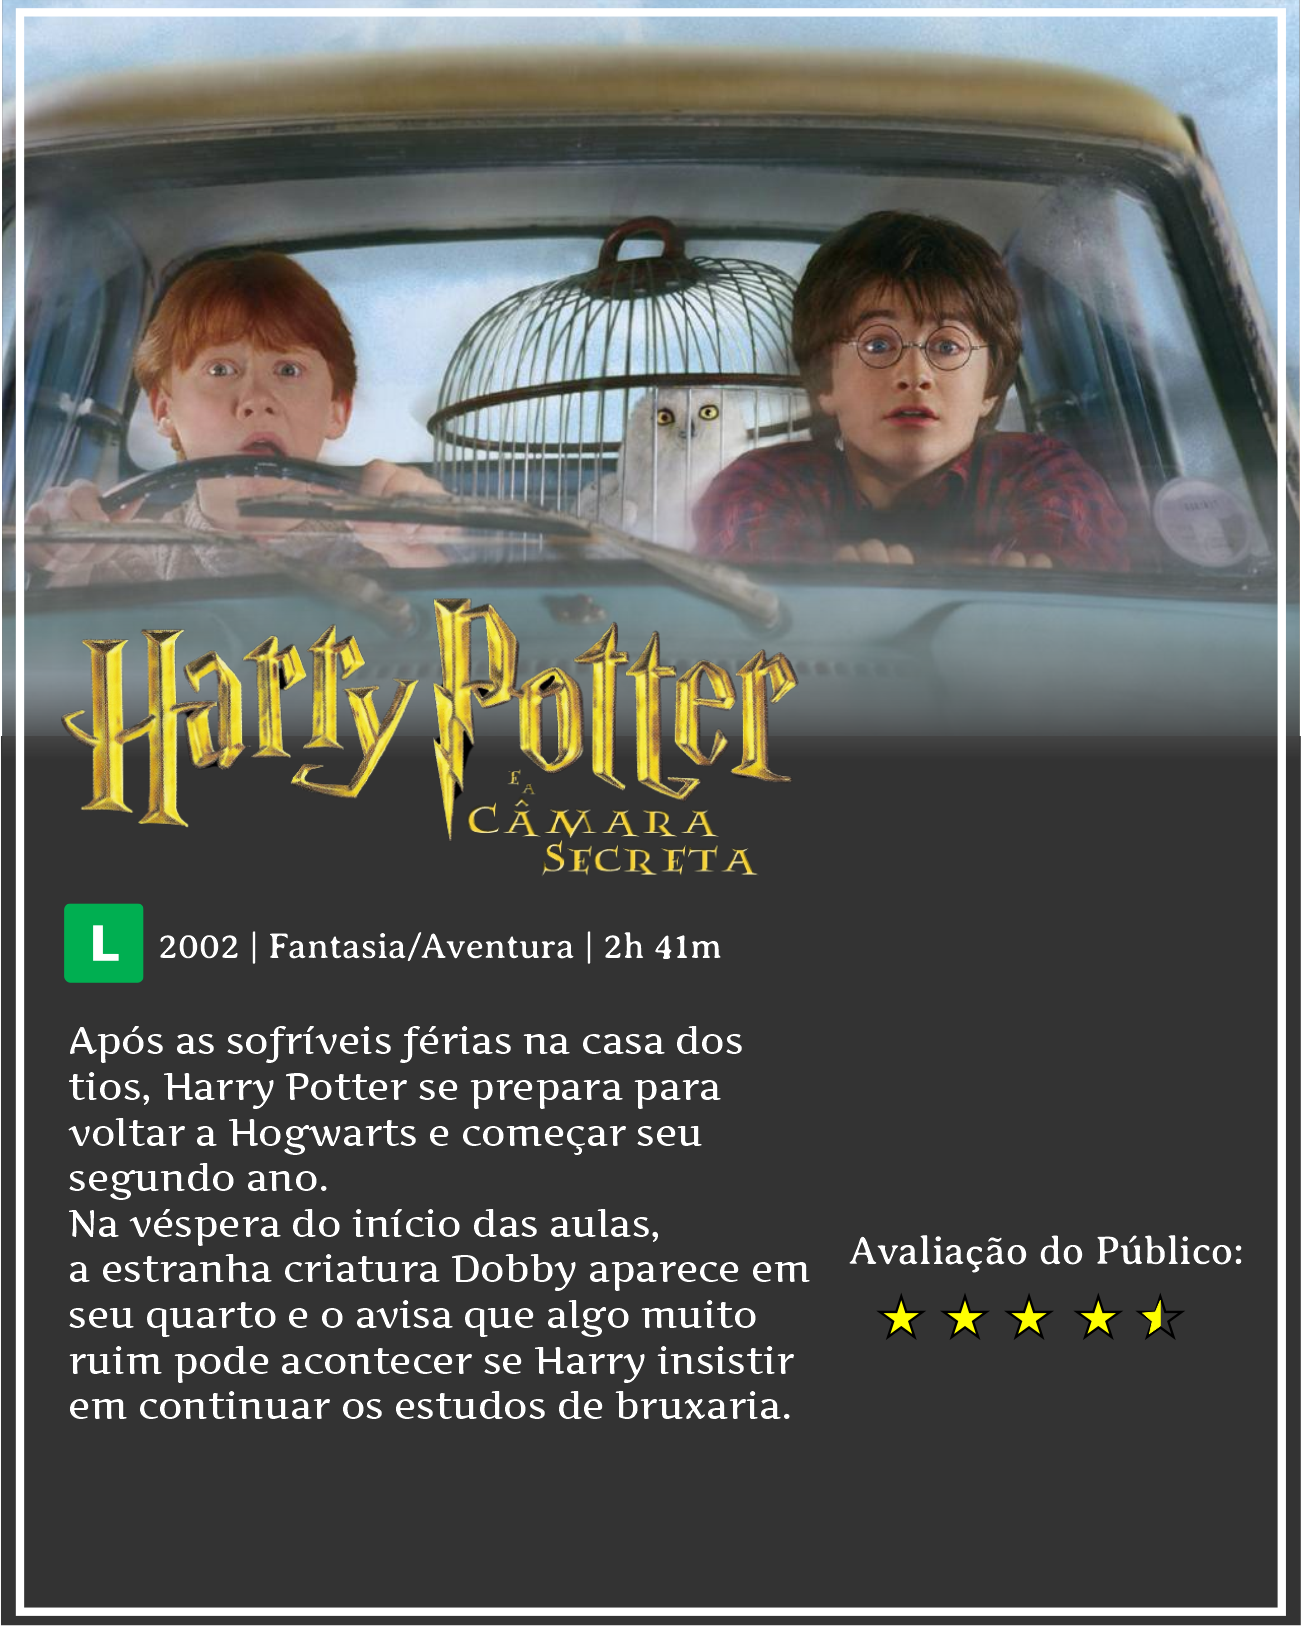 Harry Potter
E A
CÂMARA
SECRETA
L
2002 | Fantasia/Aventura | 2h 41m
Após as sofríveis férias na casa dos
tios, Harry Potter se prepara para
voltar a Hogwarts e começar seu
segundo ano.
Na véspera do início das aulas,
a estranha criatura Dobby aparece em
seu quarto e o avisa que algo muito
ruim pode acontecer se Harry insistir
em continuar os estudos de bruxaria.
Avaliação do Público: